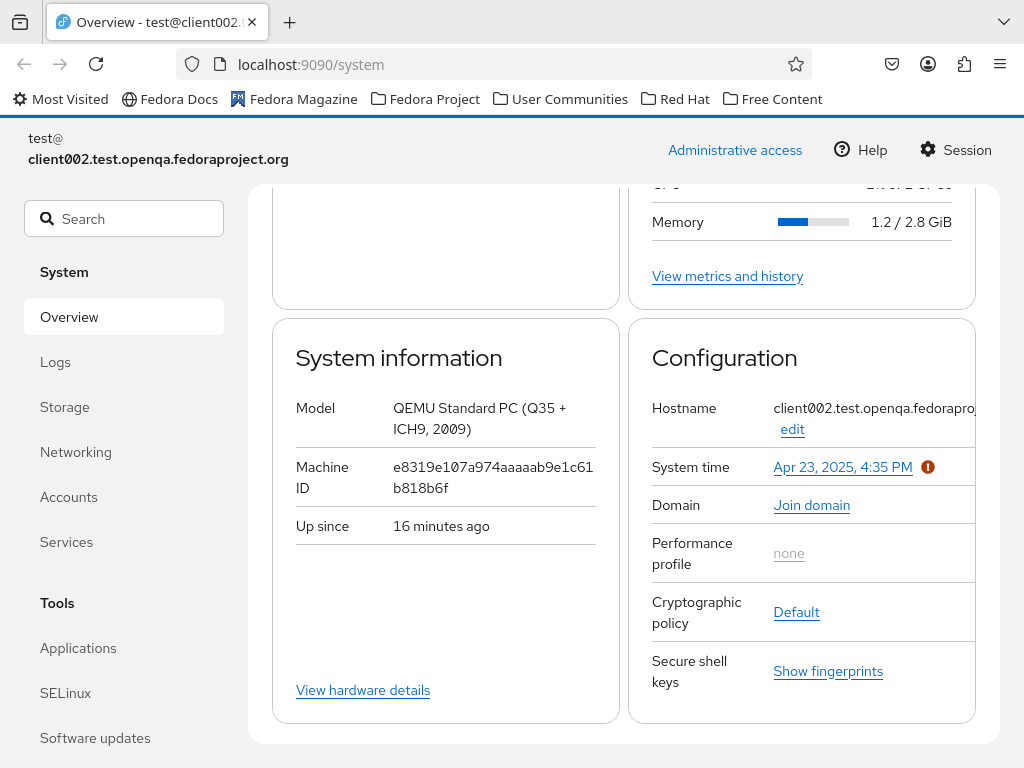 Overview - test@client002.
localhost:9090/system
Most Visited
Fedora Docs
Fedora Magazine
Fedora Project
User Communities
Red Hat
Free Content
test@
client002.test.openqa.fedoraproject.org
Administrative access
Help
Session
Search
System
Overview
Logs
Storage
Networking
Accounts
Services
Tools
Applications
SELinux
Software updates
Memory
1.2 / 2.8 GiB
View metrics and history
System information
Model
QEMU Standard PC (Q35 +
ICH9, 2009)
Machine
ID
e8319e107a974aaaaab9e1c61
b818b6f
Up since
16 minutes ago
View hardware details
Configuration
Hostname
client002.test.openqa.fedoraproj
edit
System time
Apr 23, 2025, 4:35 PM
Domain
Join domain
Performance
profile
none
Cryptographic
policy
Default
Secure shell
keys
Show fingerprints